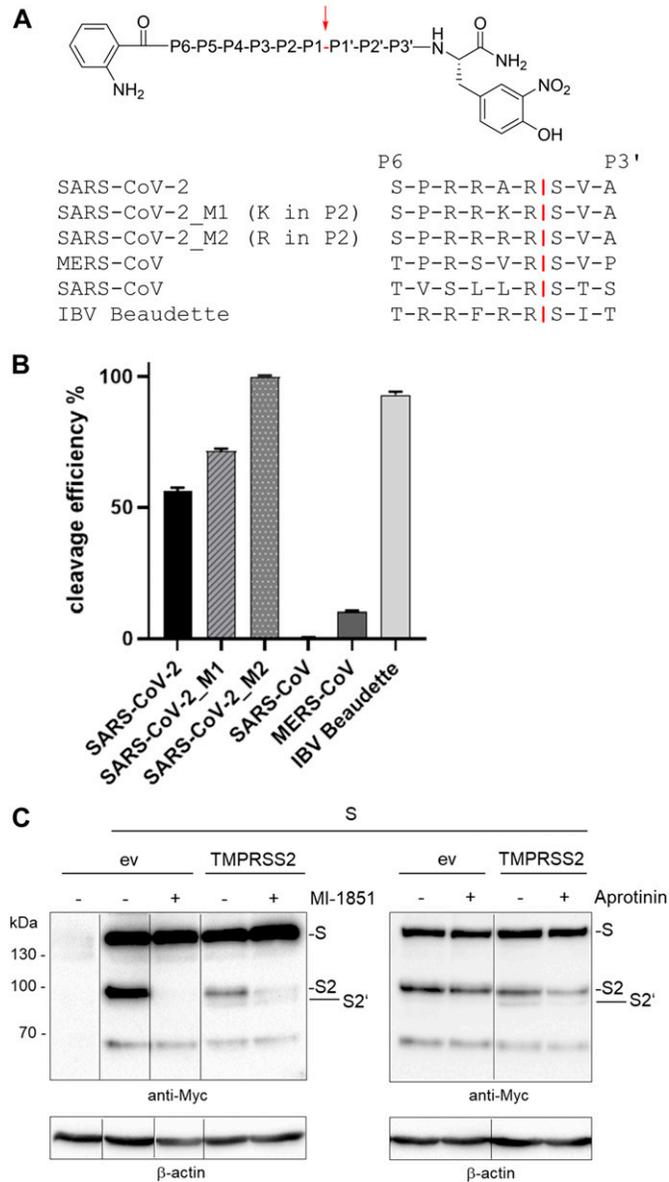 A
O
P6-P5-P4-P3-P2-P1-P1'-P2'-P3'
H
N
O
NH2
NH2
NO2
OH
P6 P3'
SARS-CoV-2 S-P-R-R-A-R|S-V-A
SARS-CoV-2_M1 (K in P2) S-P-R-R-K-R|S-V-A
SARS-CoV-2_M2 (R in P2) S-P-R-R-R-R|S-V-A
MERS-CoV T-P-R-S-V-R|S-V-P
SARS-CoV T-V-S-L-L-R|S-T-S
IBV Beaudette T-R-R-F-R-R|S-I-T
B
cleavage efficiency %
100
50
0
SARS-CoV-2
SARS-CoV-2_M1
SARS-CoV-2_M2
SARS-CoV
MERS-CoV
IBV Beaudette
C
S
ev TMPRSS2 ev TMPRSS2
- - + - + MI-1851 - + - + Aprotinin
kDa
130 -
100 -
70 -
-S
-S2
S2‘
-S
-S2
S2‘
anti-Myc anti-Myc
β-actin β-actin